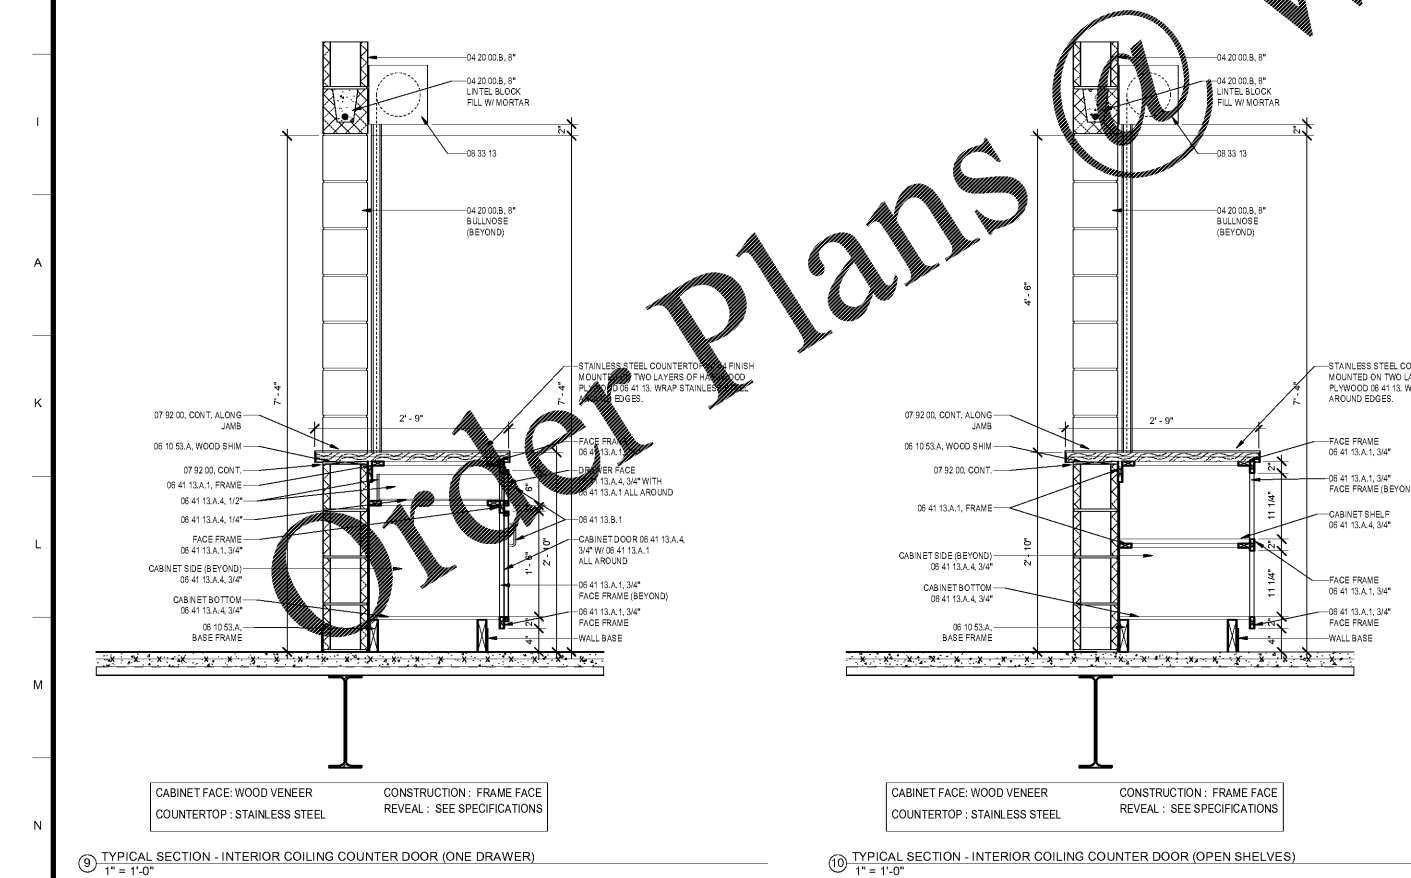 Order Plans @ W
I
A
K
L
M
N
04 20 00.B, 8"
04 20 00.B, 8"
LINTEL BLOCK
FILL W/ MORTAR
2"
08 33 13
04 20 00.B, 8"
BULLNOSE
(BEYOND)
7' - 4"
7' - 4"
2' - 9"
07 92 00, CONT. ALONG
JAMB
06 10 53.A, WOOD SHIM
07 92 00, CONT.
06 41 13.A.1, FRAME
06 41 13.A.4, 1/2"
06 41 13.A.4, 1/4"
FACE FRAME
06 41 13.A.1, 3/4"
CABINET SIDE (BEYOND)
06 41 13.A.4, 3/4"
CABINET BOTTOM
06 41 13.A.4, 3/4"
06 10 53.A,
BASE FRAME
STAINLESS STEEL COUNTERTOP FINISH
MOUNTED ON TWO LAYERS OF HARDWOOD
PLYWOOD 06 41 13. WRAP STAINLESS STEEL
AROUND EDGES.
FACE FRAME
06 41 13.A.1,
DRAWER FACE
06 41 13.A.4, 3/4" WITH
06 41 13.A.1 ALL AROUND
06 41 13.B.1
CABINET DOOR 06 41 13.A.4,
3/4" W/ 06 41 13.A.1
ALL AROUND
06 41 13.A.1, 3/4"
FACE FRAME (BEYOND)
06 41 13.A.1, 3/4"
FACE FRAME
WALL BASE
6"
1' - 6"
2' - 10"
2"
4"
CABINET FACE: WOOD VENEER
CONSTRUCTION : FRAME FACE
COUNTERTOP : STAINLESS STEEL
REVEAL : SEE SPECIFICATIONS
9 TYPICAL SECTION - INTERIOR COILING COUNTER DOOR (ONE DRAWER)
1" = 1'-0"
04 20 00.B, 8"
04 20 00.B, 8"
LINTEL BLOCK
FILL W/ MORTAR
2"
08 33 13
04 20 00.B, 8"
BULLNOSE
(BEYOND)
4' - 6"
7' - 4"
2' - 9"
07 92 00, CONT. ALONG
JAMB
06 10 53.A, WOOD SHIM
07 92 00, CONT.
06 41 13.A.1, FRAME
2' - 10"
CABINET SIDE (BEYOND)
06 41 13.A.4, 3/4"
CABINET BOTTOM
06 41 13.A.4, 3/4"
06 10 53.A,
BASE FRAME
STAINLESS STEEL CO
MOUNTED ON TWO LA
PLYWOOD 06 41 13. W
AROUND EDGES.
FACE FRAME
06 41 13.A.1, 3/4"
06 41 13.A.1, 3/4"
FACE FRAME (BEYON
CABINET SHELF
06 41 13.A.4, 3/4"
FACE FRAME
06 41 13.A.1, 3/4"
06 41 13.A.1, 3/4"
FACE FRAME
WALL BASE
2"
11 1/4"
2"
11 1/4"
2"
4"
CABINET FACE: WOOD VENEER
CONSTRUCTION : FRAME FACE
COUNTERTOP : STAINLESS STEEL
REVEAL : SEE SPECIFICATIONS
10 TYPICAL SECTION - INTERIOR COILING COUNTER DOOR (OPEN SHELVES)
1" = 1'-0"